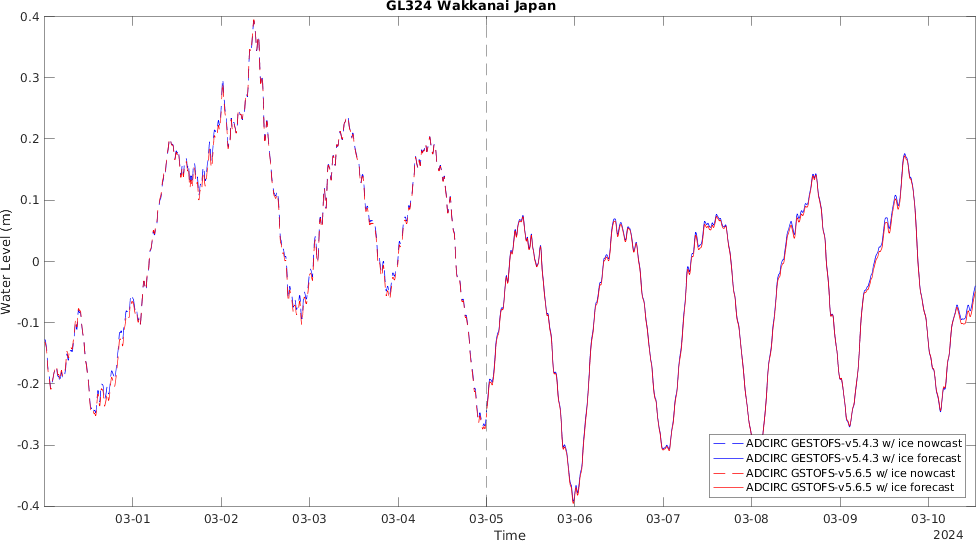 GL324 Wakkanai Japan
0.4
0.3
0.2
0.1
0
-0.1
-0.2
-0.3
-0.4
Water Level (m)
03-01 03-02 03-03 03-04 03-05 03-06 03-07 03-08 03-09 03-10
Time
2024
ADCIRC GESTOFS-v5.4.3 w/ ice nowcast
ADCIRC GESTOFS-v5.4.3 w/ ice forecast
ADCIRC GSTOFS-v5.6.5 w/ ice nowcast
ADCIRC GSTOFS-v5.6.5 w/ ice forecast